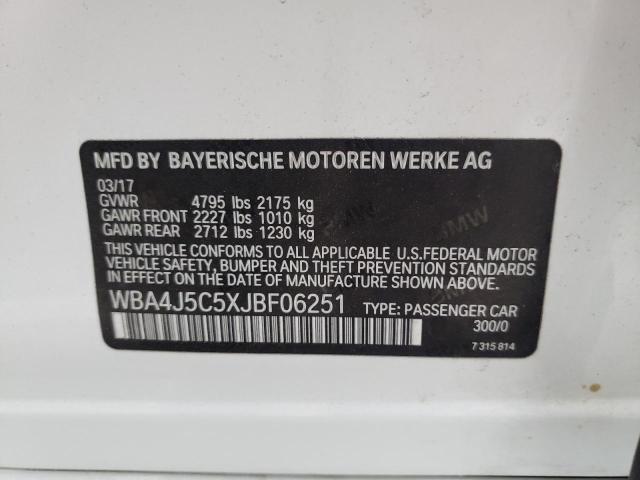 MFD BY BAYERISCHE MOTOREN WERKE AG
03/17
GVWR 4795 lbs 2175 kg
GAWR FRONT 2227 lbs 1010 kg
GAWR REAR 2712 lbs 1230 kg
THIS VEHICLE CONFORMS TO ALL APPLICABLE U.S.FEDERAL MOTOR
VEHICLE SAFETY, BUMPER AND THEFT PREVENTION STANDARDS
IN EFFECT ON THE DATE OF MANUFACTURE SHOWN ABOVE.
WBA4J5C5XJBF06251 TYPE: PASSENGER CAR
300/0
7 315 814
BMW